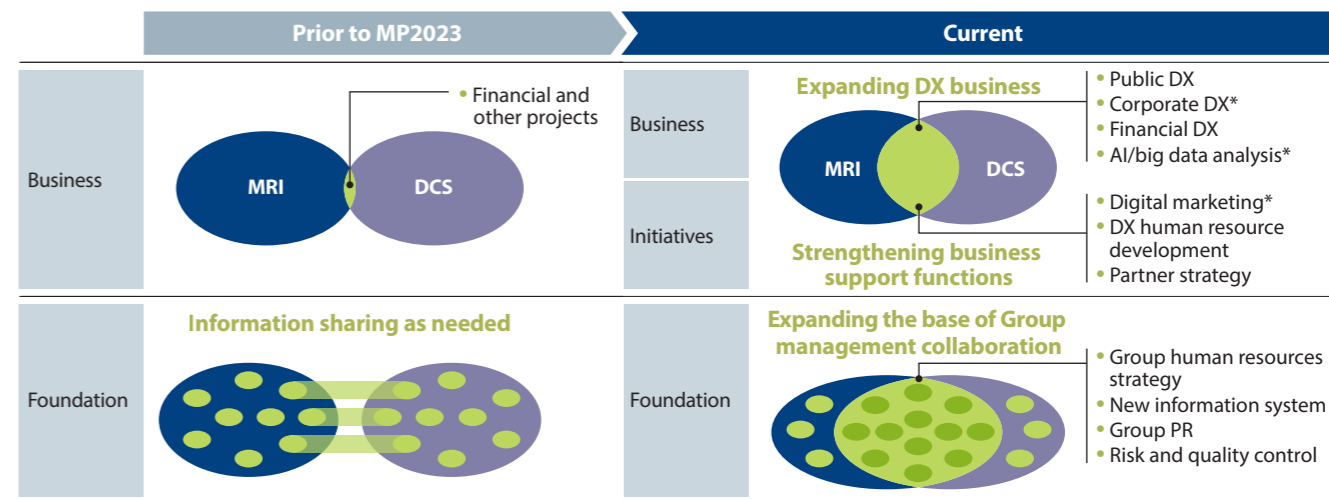 Prior to MP2023
Current
Business
• Financial and
other projects
MRI
DCS
Business
Initiatives
Expanding DX business
MRI
DCS
Strengthening business
support functions
• Public DX
• Corporate DX*
• Financial DX
• AI/big data analysis*
• Digital marketing*
• DX human resource
development
• Partner strategy
Foundation
Information sharing as needed
Foundation
Expanding the base of Group
management collaboration
• Group human resources
strategy
• New information system
• Group PR
• Risk and quality control